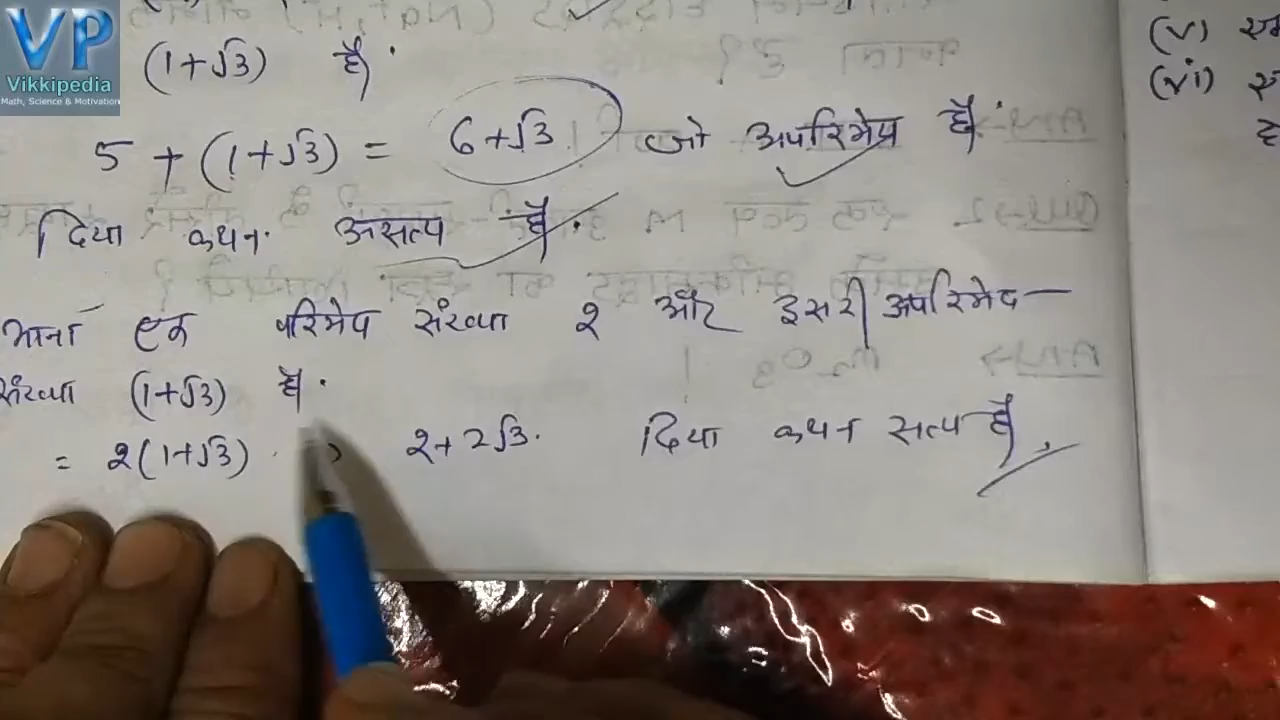 VP
Vikkipedia
Math, Science & Motivation
(1+√3) है।
5 + (1+√3) = 6+√3 जो अपरिमेय है।
दिया कथन असत्य है।
माना एक परिमेय संख्या 2 और दूसरी अपरिमेय
संख्या (1+√3) है।
= 2(1+√3) 2+2√3. दिया कथन सत्य है
(v)
(vi)